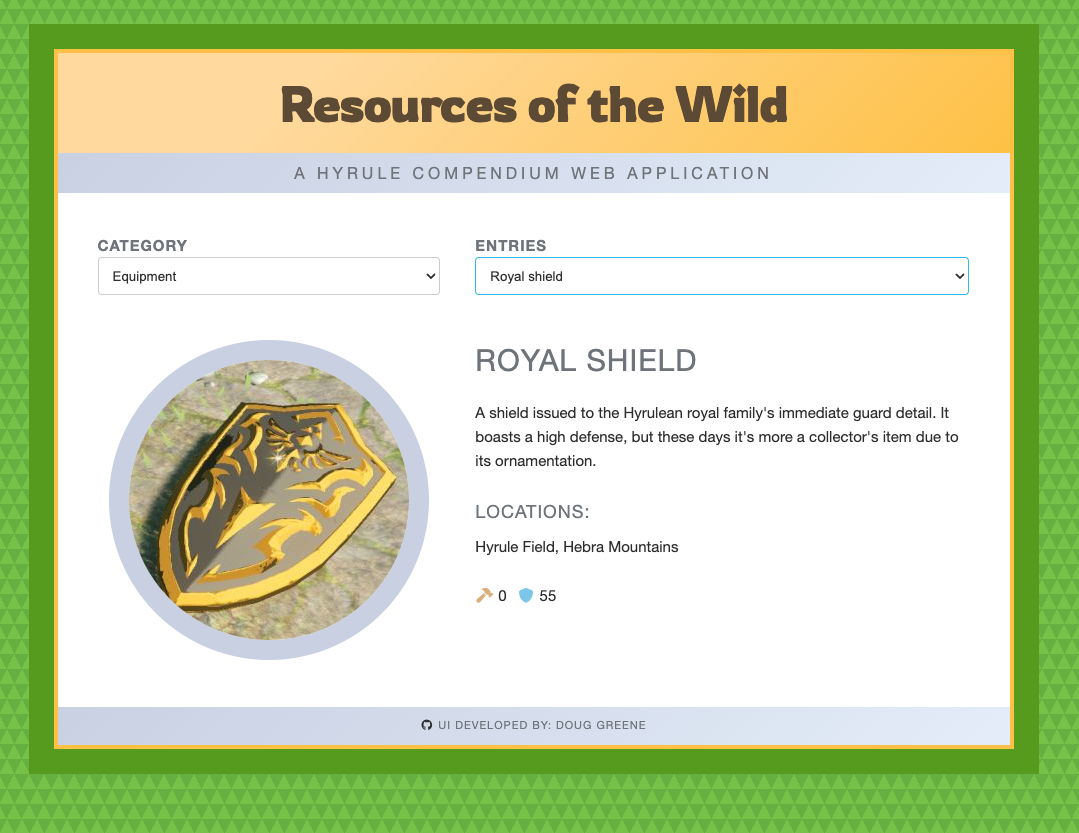 Resources of the Wild
A HYRULE COMPENDIUM WEB APPLICATION
CATEGORY
Equipment
ENTRIES
Royal shield
ROYAL SHIELD
A shield issued to the Hyrulean royal family's immediate guard detail. It
boasts a high defense, but these days it's more a collector's item due to
its ornamentation.
LOCATIONS:
Hyrule Field, Hebra Mountains
0 55
UI DEVELOPED BY: DOUG GREENE